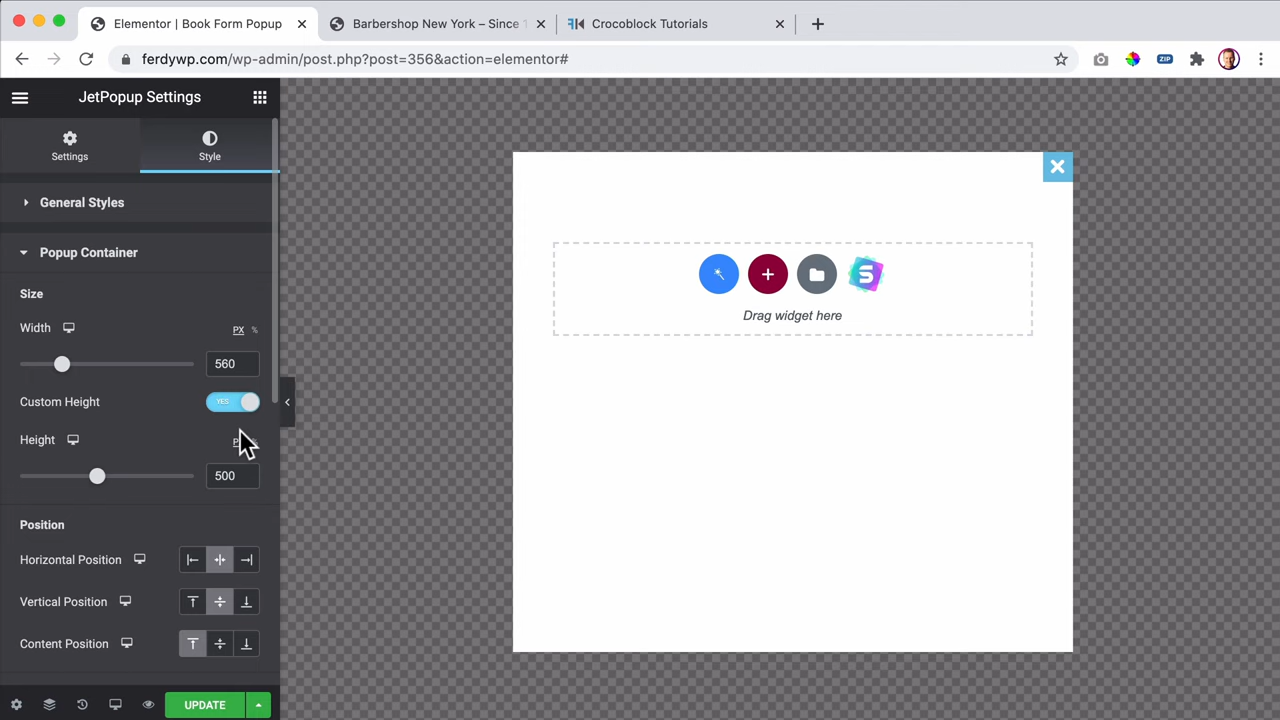 Elementor | Book Form Popup
Barbershop New York – Since 1
Crocoblock Tutorials
ferdywp.com/wp-admin/post.php?post=356&action=elementor#
ZIP
JetPopup Settings
Settings
Style
General Styles
Popup Container
Size
Width
PX %
560
Custom Height
YES
Height
500
Position
Horizontal Position
Vertical Position
Content Position
UPDATE
S
Drag widget here